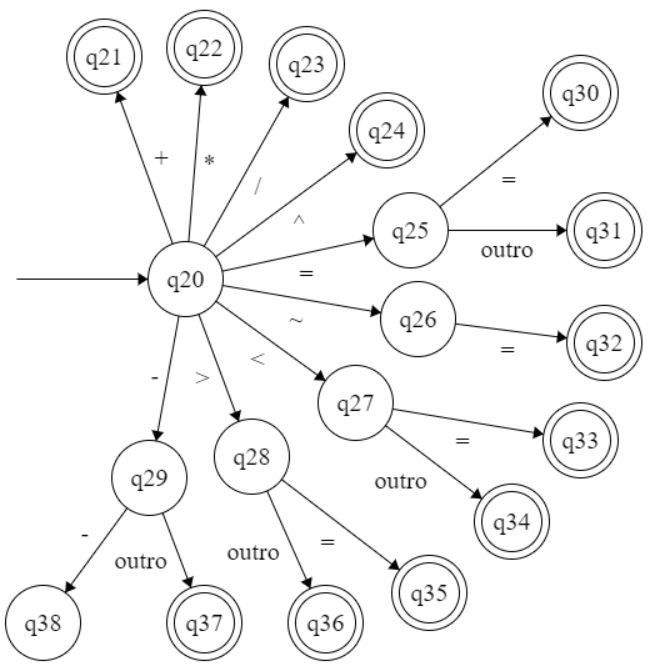 q21
q22
q23
q24
q30
+
*
/
^
=
q25
outro
q31
q20
=
~
q26
=
q32
-
>
<
q27
=
q33
outro
q34
q29
q28
-
outro
outro
=
q35
q38
q37
q36